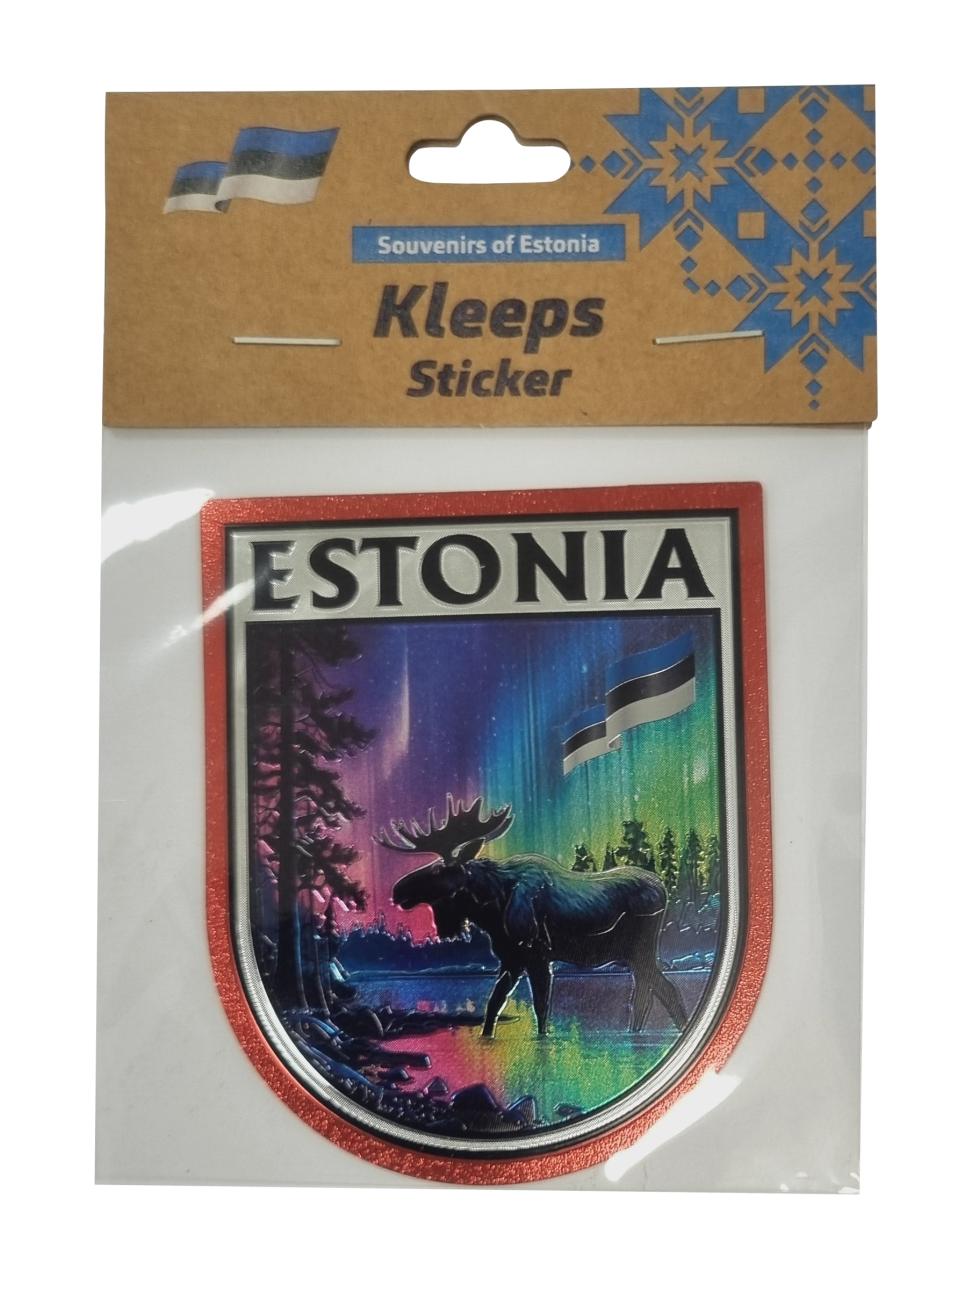 Souvenirs of Estonia
Kleeps
Sticker
ESTONIA